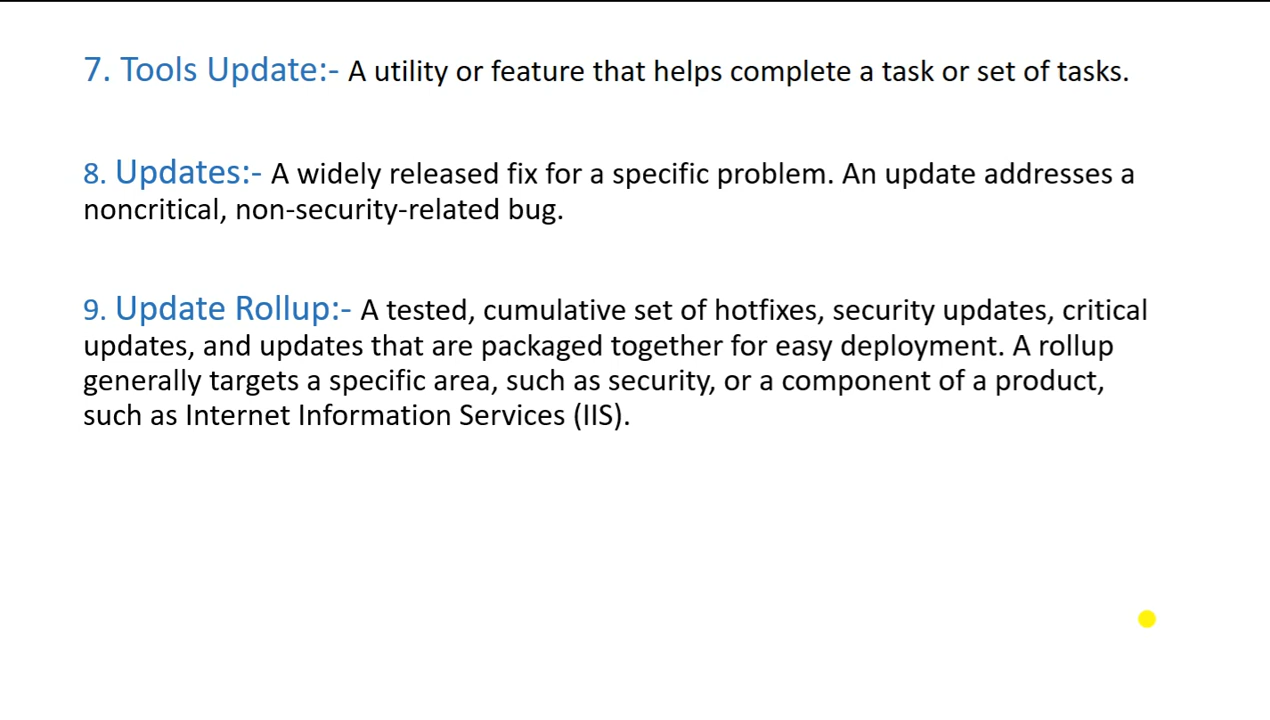 7. Tools Update:- A utility or feature that helps complete a task or set of tasks.
8. Updates:- A widely released fix for a specific problem. An update addresses a
noncritical, non-security-related bug.
9. Update Rollup:- A tested, cumulative set of hotfixes, security updates, critical
updates, and updates that are packaged together for easy deployment. A rollup
generally targets a specific area, such as security, or a component of a product,
such as Internet Information Services (IIS).